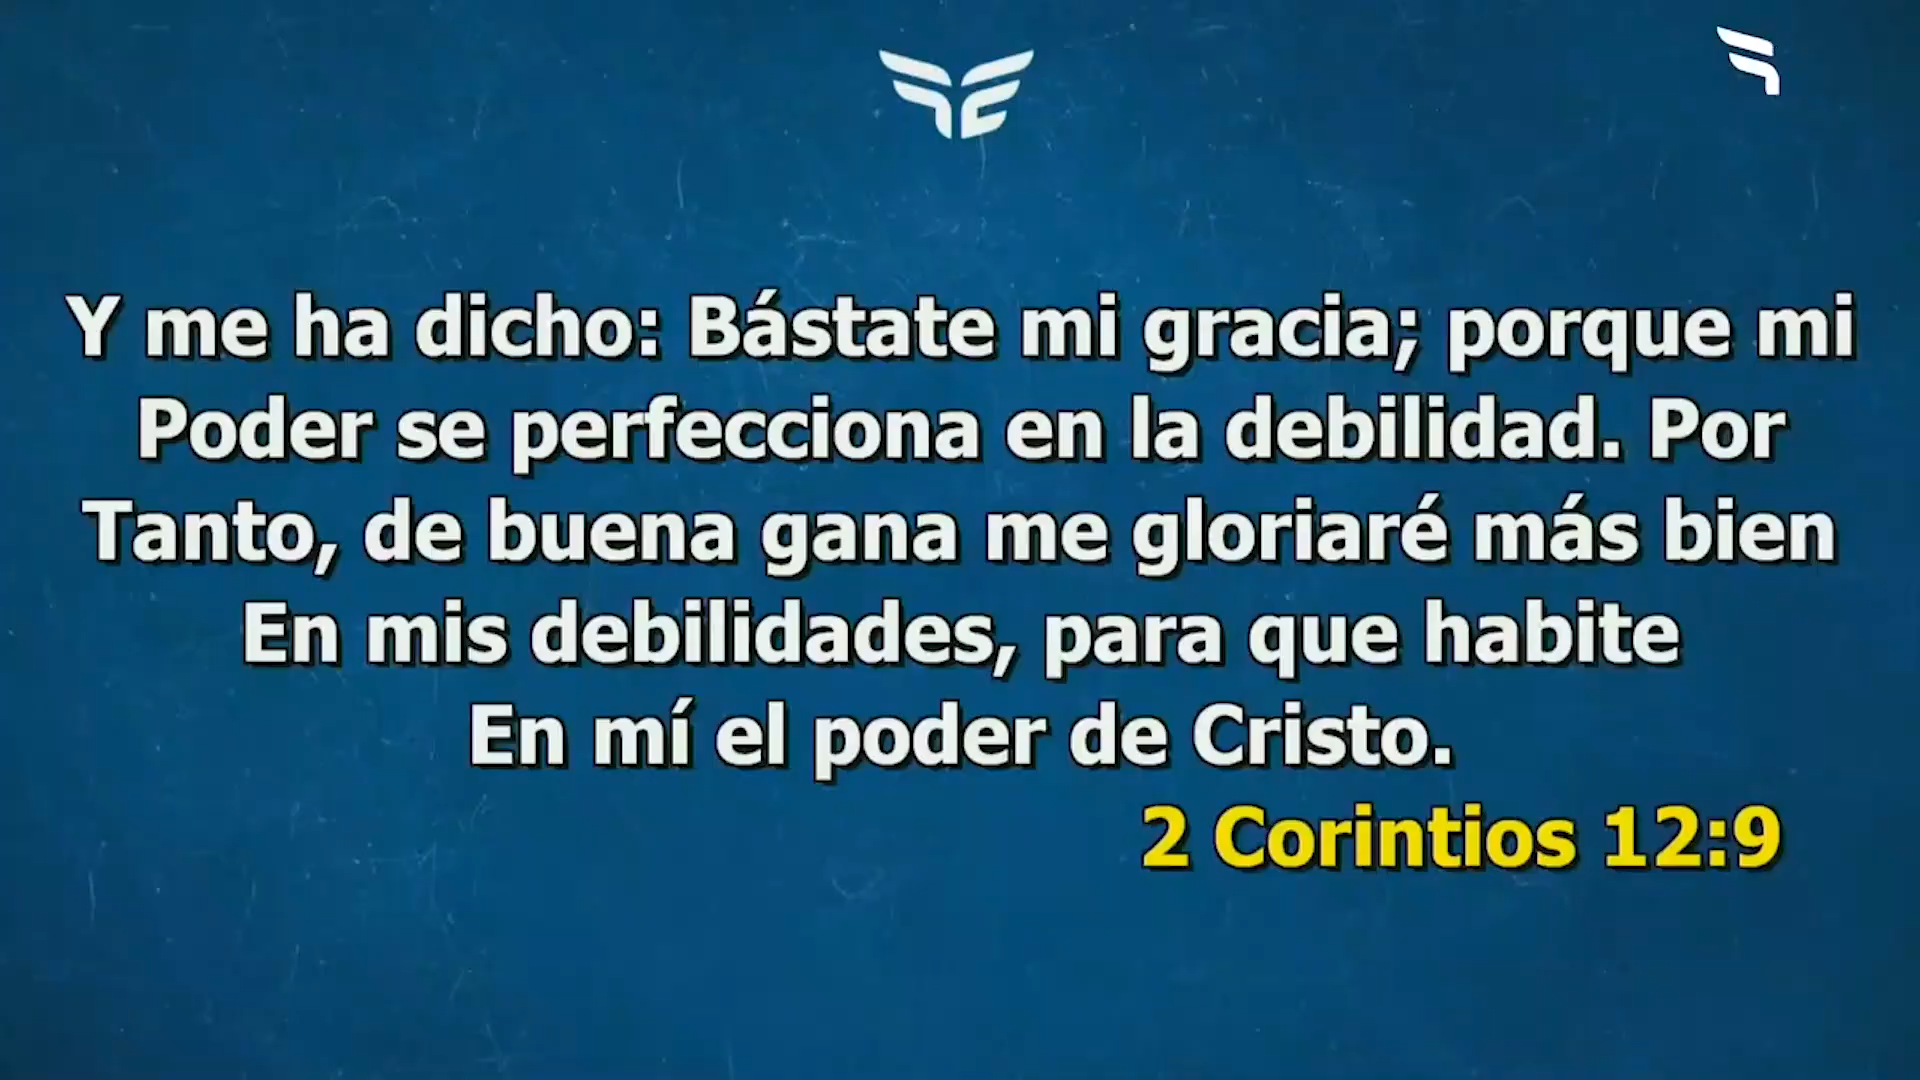 Y me ha dicho: Bástate mi gracia; porque mi
Poder se perfecciona en la debilidad. Por
Tanto, de buena gana me gloriaré más bien
En mis debilidades, para que habite
En mí el poder de Cristo.
2 Corintios 12:9